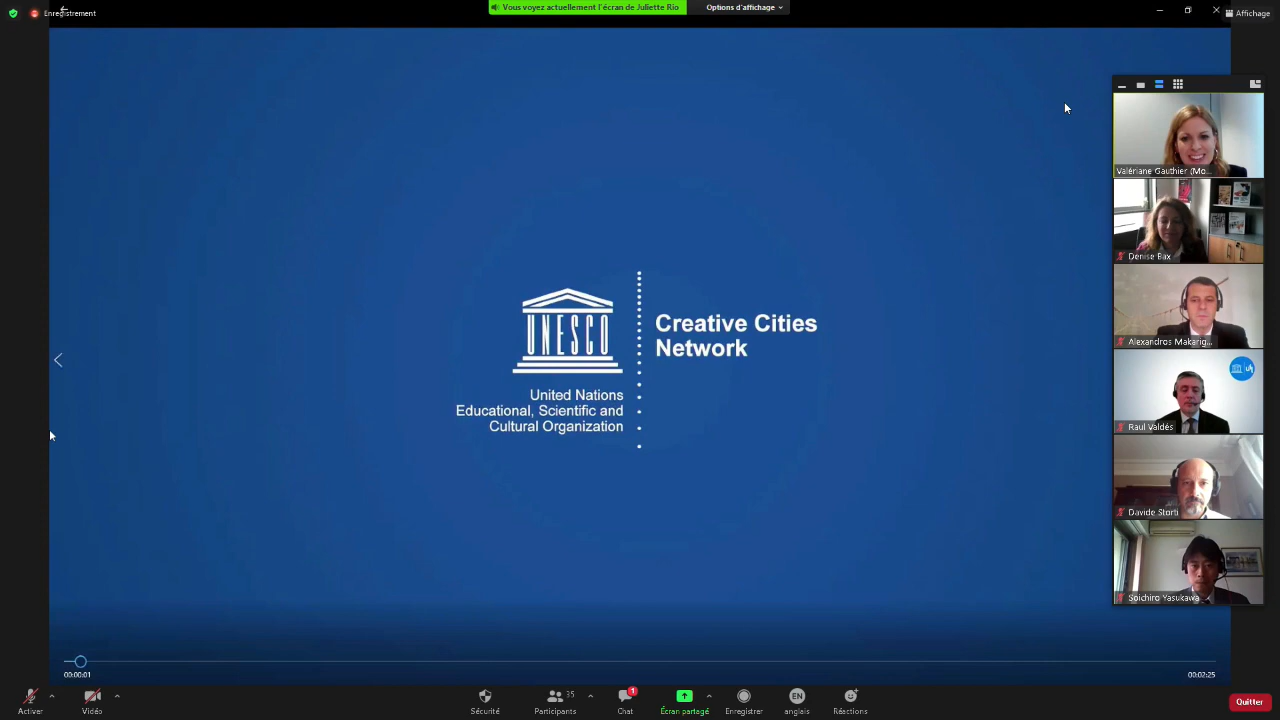 Enregistrement
Vous voyez actuellement l'écran de Juliette Rio
Options d'affichage
Affichage
Valériane Gauthier (Mo...
Denise Bax
Alexandros Makarig...
Raul Valdés
Davide Storti
Soichiro Yasukawa
UNESCO
United Nations
Educational, Scientific and
Cultural Organization
Creative Cities
Network
00:00:01
00:02:25
Activer
Vidéo
Sécurité
35
Participants
1
Chat
Écran partagé
Enregistrer
EN
anglais
Réactions
Quitter